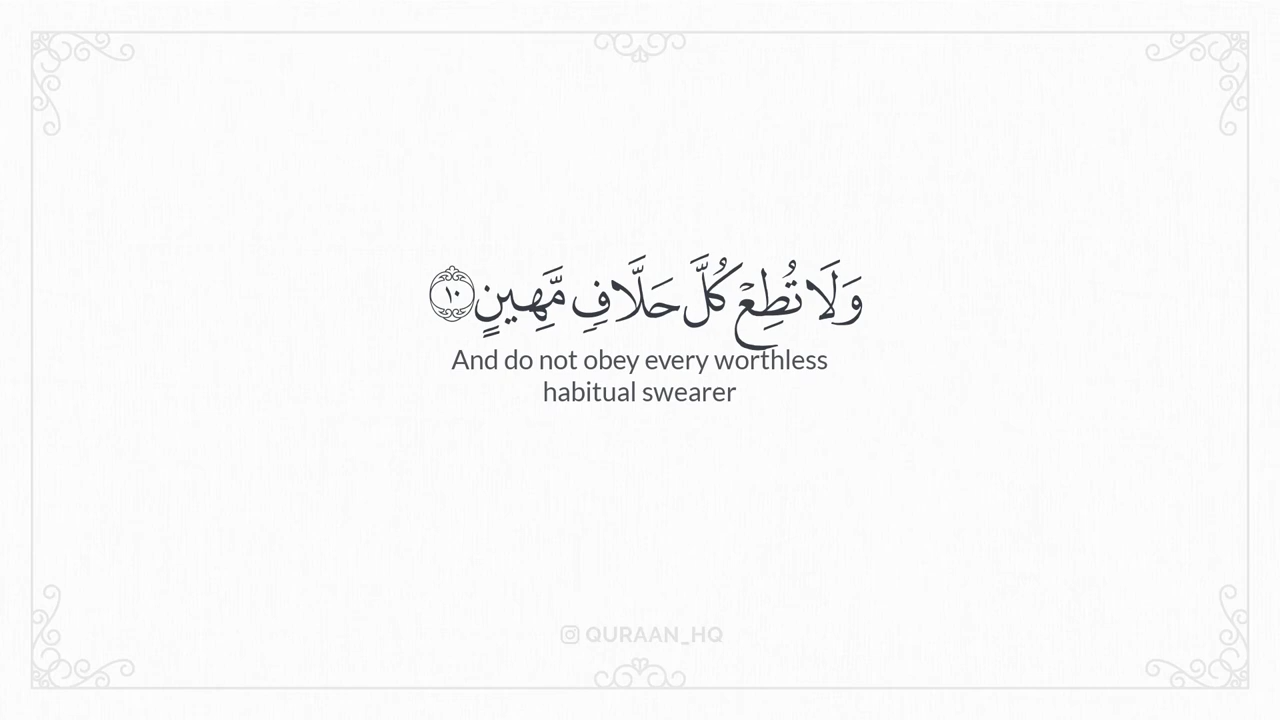 وَلَا تُطِعْ كُلَّ حَلَّافٍ مَّهِينٍ ١٠
And do not obey every worthless
habitual swearer
QURAAN_HQ